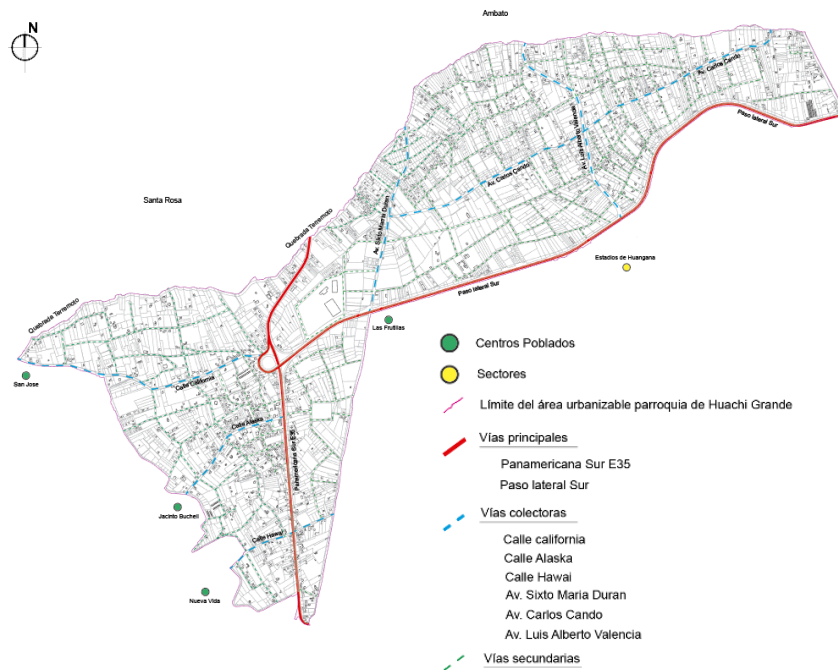 N
Ambato
Av. Carlos Cando
Paso lateral Sur
Av. Luis Alberto Valencia
Av. Carlos Cando
Santa Rosa
Quebrada Terremoto
Av. Sixto Maria Duran
Estadios de Huangana
Paso lateral Sur
Quebrada Terremoto
Las Frutillas
San Jose
Calle California
Calle Alaska
Panamericana Sur E35
Jacinto Bucheli
Calle Hawai
Nueva Vida
Centros Poblados
Sectores
Límite del área urbanizable parroquia de Huachi Grande
Vías principales
Panamericana Sur E35
Paso lateral Sur
Vías colectoras
Calle california
Calle Alaska
Calle Hawai
Av. Sixto Maria Duran
Av. Carlos Cando
Av. Luis Alberto Valencia
Vías secundarias